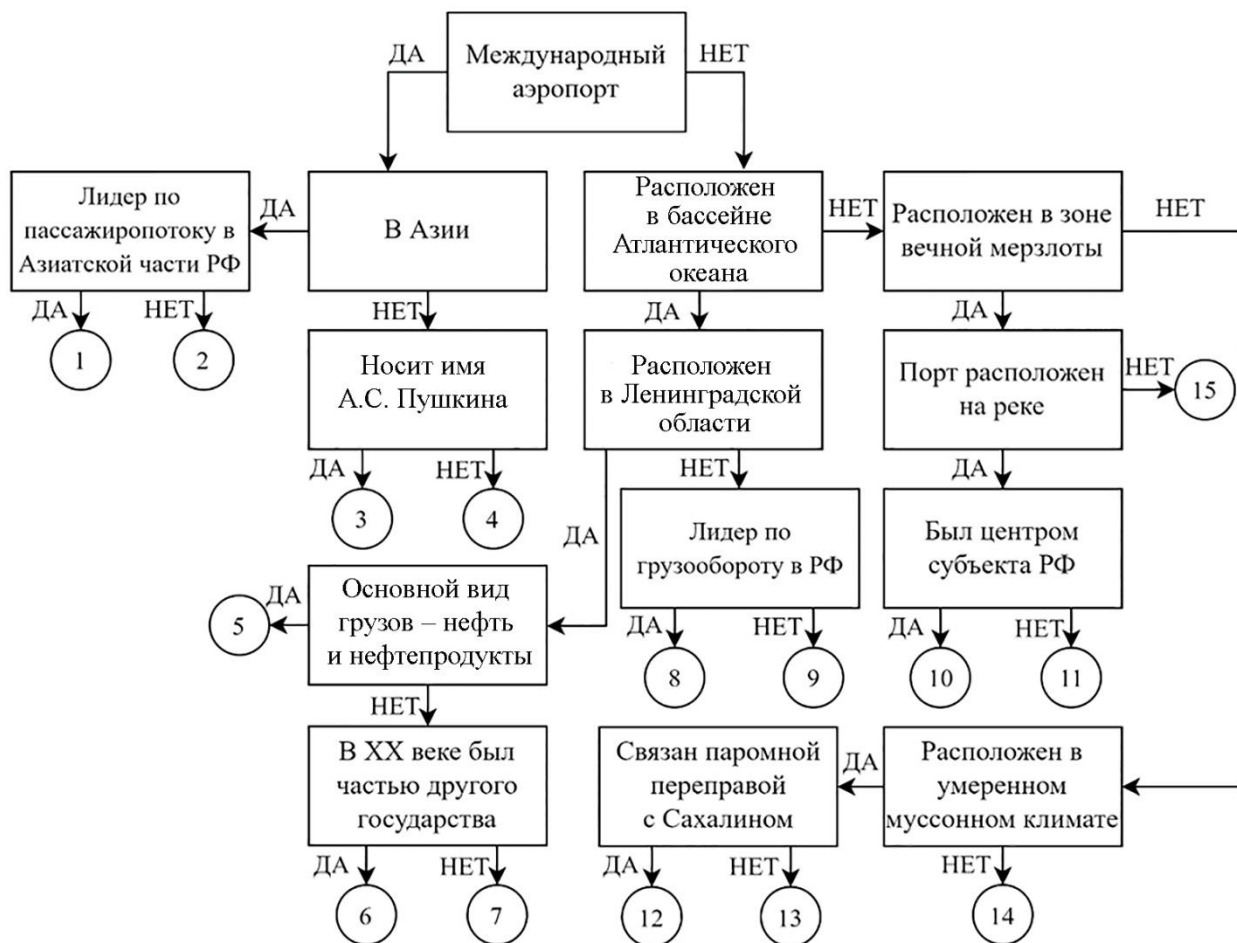 Международный
аэропорт
ДА
НЕТ
Лидер по
пассажиропотоку в
Азиатской части РФ
ДА
В Азии
Расположен
в бассейне
Атлантического
океана
НЕТ
Расположен в зоне
вечной мерзлоты
НЕТ
ДА
НЕТ
1
2
НЕТ
Носит имя
А.С. Пушкина
ДА
Расположен
в Ленинградской
области
ДА
Порт расположен
на реке
НЕТ
15
ДА
НЕТ
3
4
ДА
НЕТ
Лидер по
грузообороту в РФ
ДА
Был центром
субъекта РФ
5
ДА
Основной вид
грузов – нефть
и нефтепродукты
ДА
НЕТ
8
9
ДА
НЕТ
10
11
НЕТ
В XX веке был
частью другого
государства
Связан паромной
переправой
с Сахалином
ДА
Расположен в
умеренном
муссонном климате
ДА
НЕТ
6
7
ДА
НЕТ
12
13
НЕТ
14